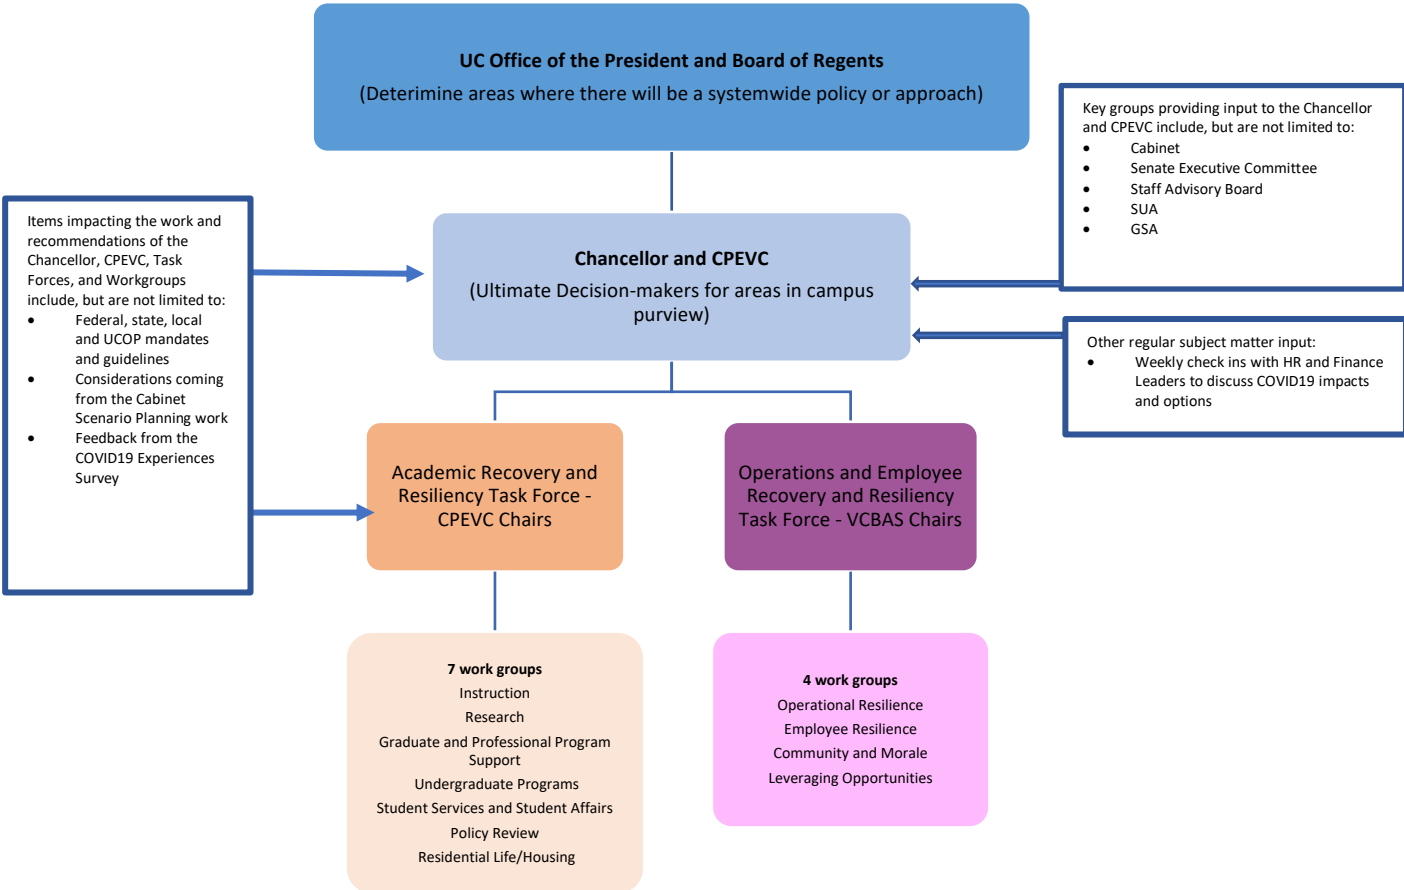 UC Office of the President and Board of Regents
(Deterimine areas where there will be a systemwide policy or approach)
Key groups providing input to the Chancellor
and CPEVC include, but are not limited to:
• Cabinet
• Senate Executive Committee
• Staff Advisory Board
• SUA
• GSA
Items impacting the work and
recommendations of the
Chancellor, CPEVC, Task
Forces, and Workgroups
include, but are not limited to:
• Federal, state, local
and UCOP mandates
and guidelines
• Considerations coming
from the Cabinet
Scenario Planning work
• Feedback from the
COVID19 Experiences
Survey
Chancellor and CPEVC
(Ultimate Decision-makers for areas in campus
purview)
Other regular subject matter input:
• Weekly check ins with HR and Finance
Leaders to discuss COVID19 impacts
and options
Academic Recovery and
Resiliency Task Force -
CPEVC Chairs
Operations and Employee
Recovery and Resiliency
Task Force - VCBAS Chairs
7 work groups
Instruction
Research
Graduate and Professional Program
Support
Undergraduate Programs
Student Services and Student Affairs
Policy Review
Residential Life/Housing
4 work groups
Operational Resilience
Employee Resilience
Community and Morale
Leveraging Opportunities